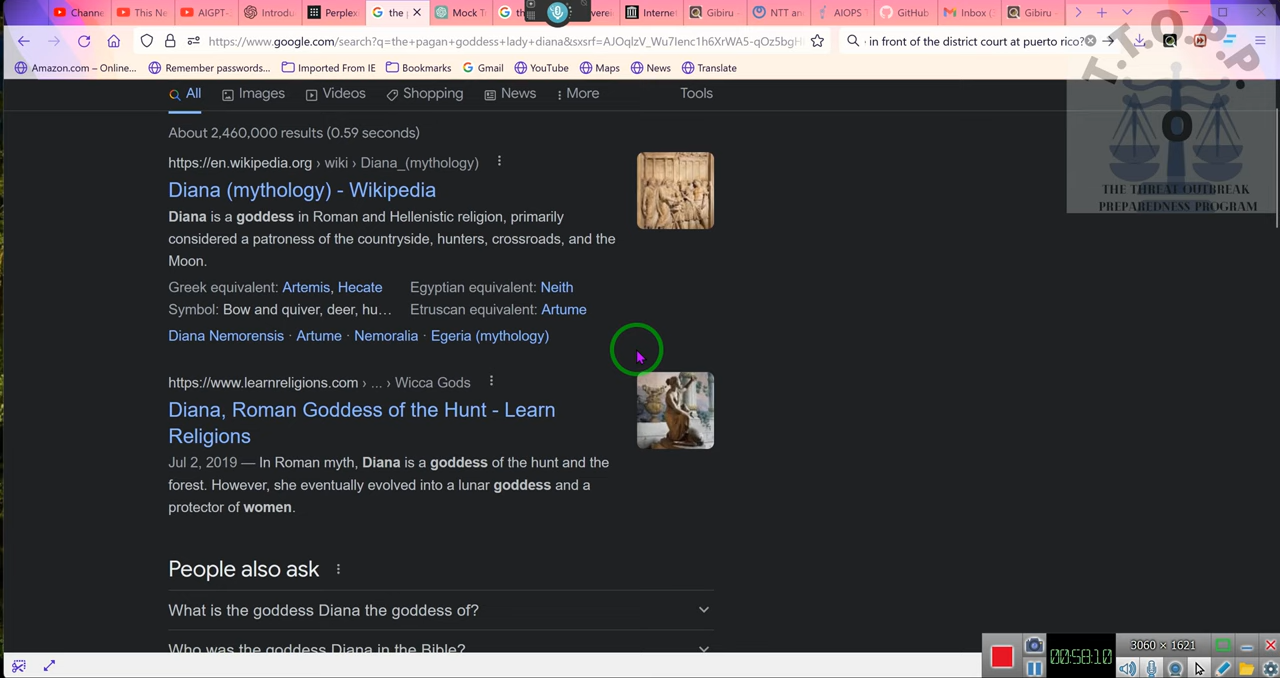 Channe
This Ne
AIGPT-
Introdu
Perplex
the p
Mock T
th
vere
Internet
Gibiru
NTT an
AIOPS
GitHub
Inbox (
Gibiru
https://www.google.com/search?q=the+pagan+goddess+lady+diana&sxsrf=AJOqlzV_Wu7Ienc1h6XrWA5-qOz5bgH
in front of the district court at puerto rico?
Amazon.com – Online...
Remember passwords...
Imported From IE
Bookmarks
Gmail
YouTube
Maps
News
Translate
T.T.O.P.P.
O
THE THREAT OUTBREAK
PREPAREDNESS PROGRAM
All
Images
Videos
Shopping
News
More
Tools
About 2,460,000 results (0.59 seconds)
https://en.wikipedia.org › wiki › Diana_(mythology)
Diana (mythology) - Wikipedia
Diana is a goddess in Roman and Hellenistic religion, primarily
considered a patroness of the countryside, hunters, crossroads, and the
Moon.
Greek equivalent: Artemis, Hecate
Egyptian equivalent: Neith
Symbol: Bow and quiver, deer, hu...
Etruscan equivalent: Artume
Diana Nemorensis · Artume · Nemoralia · Egeria (mythology)
https://www.learnreligions.com › ... › Wicca Gods
Diana, Roman Goddess of the Hunt - Learn
Religions
Jul 2, 2019 — In Roman myth, Diana is a goddess of the hunt and the
forest. However, she eventually evolved into a lunar goddess and a
protector of women.
People also ask
What is the goddess Diana the goddess of?
Who was the goddess Diana in the Bible?
00:58:10
3060 × 1621